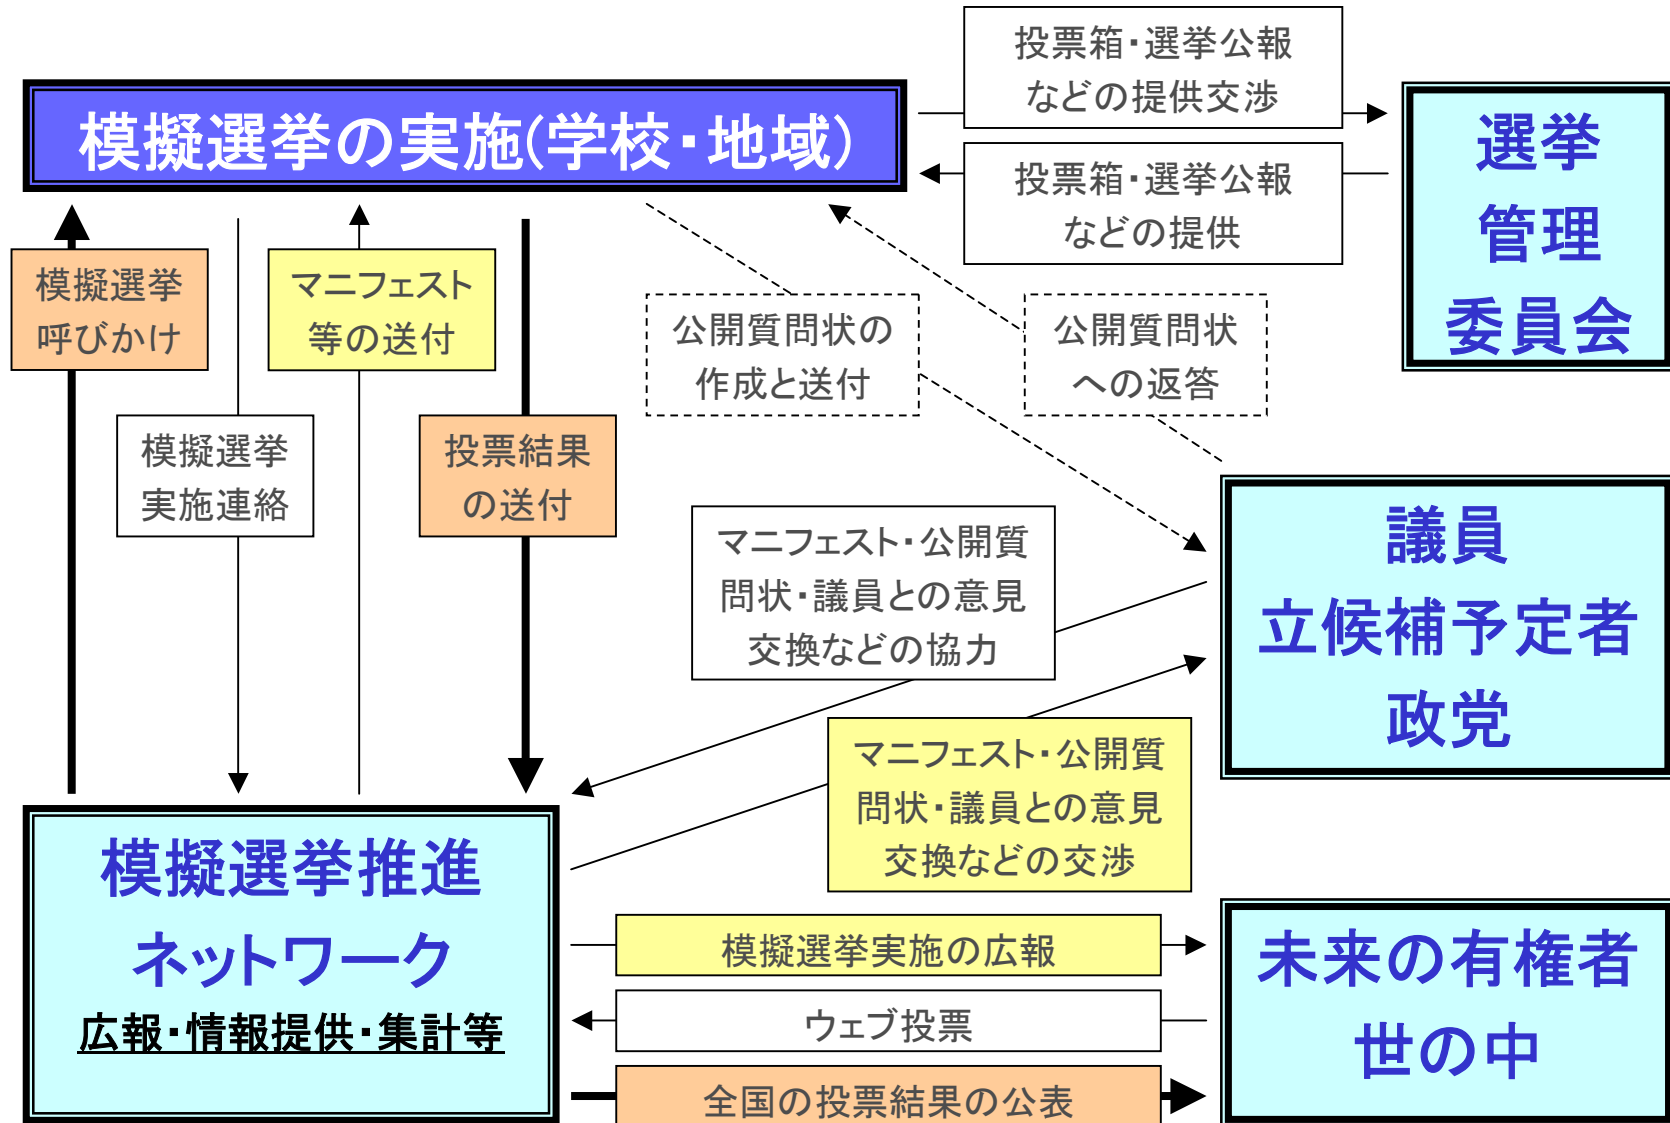 投票箱・選挙公報
などの提供交渉
模擬選挙の実施(学校・地域)
投票箱・選挙公報
などの提供
選挙
管理
委員会
模擬選挙
呼びかけ
マニフェスト
等の送付
公開質問状の
作成と送付
公開質問状
への返答
模擬選挙
実施連絡
投票結果
の送付
マニフェスト・公開質
問状・議員との意見
交換などの協力
議員
立候補予定者
政党
マニフェスト・公開質
問状・議員との意見
交換などの交渉
模擬選挙推進
ネットワーク
広報・情報提供・集計等
模擬選挙実施の広報
ウェブ投票
全国の投票結果の公表
未来の有権者
世の中